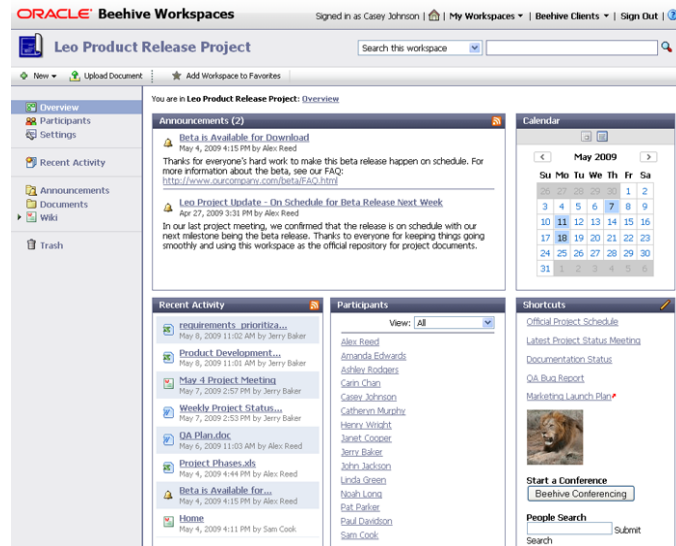 ORACLE Beehive Workspaces
Signed in as Casey Johnson | | My Workspaces | Beehive Clients | Sign Out |
Leo Product Release Project
Search this workspace
New Upload Document Add Workspace to Favorites
Overview
Participants
Settings
Recent Activity
Announcements
Documents
Wiki
Trash
You are in Leo Product Release Project: Overview
Announcements (2)
Beta is Available for Download
May 4, 2009 4:15 PM by Alex Reed
Thanks for everyone's hard work to make this beta release happen on schedule. For
more information about the beta, see our FAQ:
http://www.ourcompany.com/beta/FAQ.html
Leo Project Update - On Schedule for Beta Release Next Week
Apr 27, 2009 3:31 PM by Alex Reed
In our last project meeting, we confirmed that the release is on schedule with our
next milestone being the beta release. Thanks to everyone for keeping things going
smoothly and using this workspace as the official repository for project documents.
Calendar
< May 2009 >
Su Mo Tu We Th Fr Sa
26 27 28 29 30 1 2
3 4 5 6 7 8 9
10 11 12 13 14 15 16
17 18 19 20 21 22 23
24 25 26 27 28 29 30
31 1 2 3 4 5 6
Recent Activity
requirements_prioritiza...
May 8, 2009 11:02 AM by Jerry Baker
Product Development...
May 8, 2009 11:01 AM by Jerry Baker
May 4 Project Meeting
May 7, 2009 2:57 PM by Jerry Baker
Weekly Project Status...
May 7, 2009 2:53 PM by Jerry Baker
QA Plan.doc
May 6, 2009 11:03 AM by Alex Reed
Project Phases.xls
May 4, 2009 4:44 PM by Alex Reed
Beta is Available for...
May 4, 2009 4:15 PM by Alex Reed
Home
May 4, 2009 4:11 PM by Sam Cook
Participants
View: All
Alex Reed
Amanda Edwards
Ashley Rodgers
Carin Chan
Casey Johnson
Catheryn Murphy
Henry Wright
Janet Cooper
Jerry Baker
John Jackson
Linda Green
Noah Long
Pat Parker
Paul Davidson
Sam Cook
Shortcuts
Official Project Schedule
Latest Project Status Meeting
Documentation Status
QA Bug Report
Marketing Launch Plan
Start a Conference
Beehive Conferencing
People Search
Submit
Search